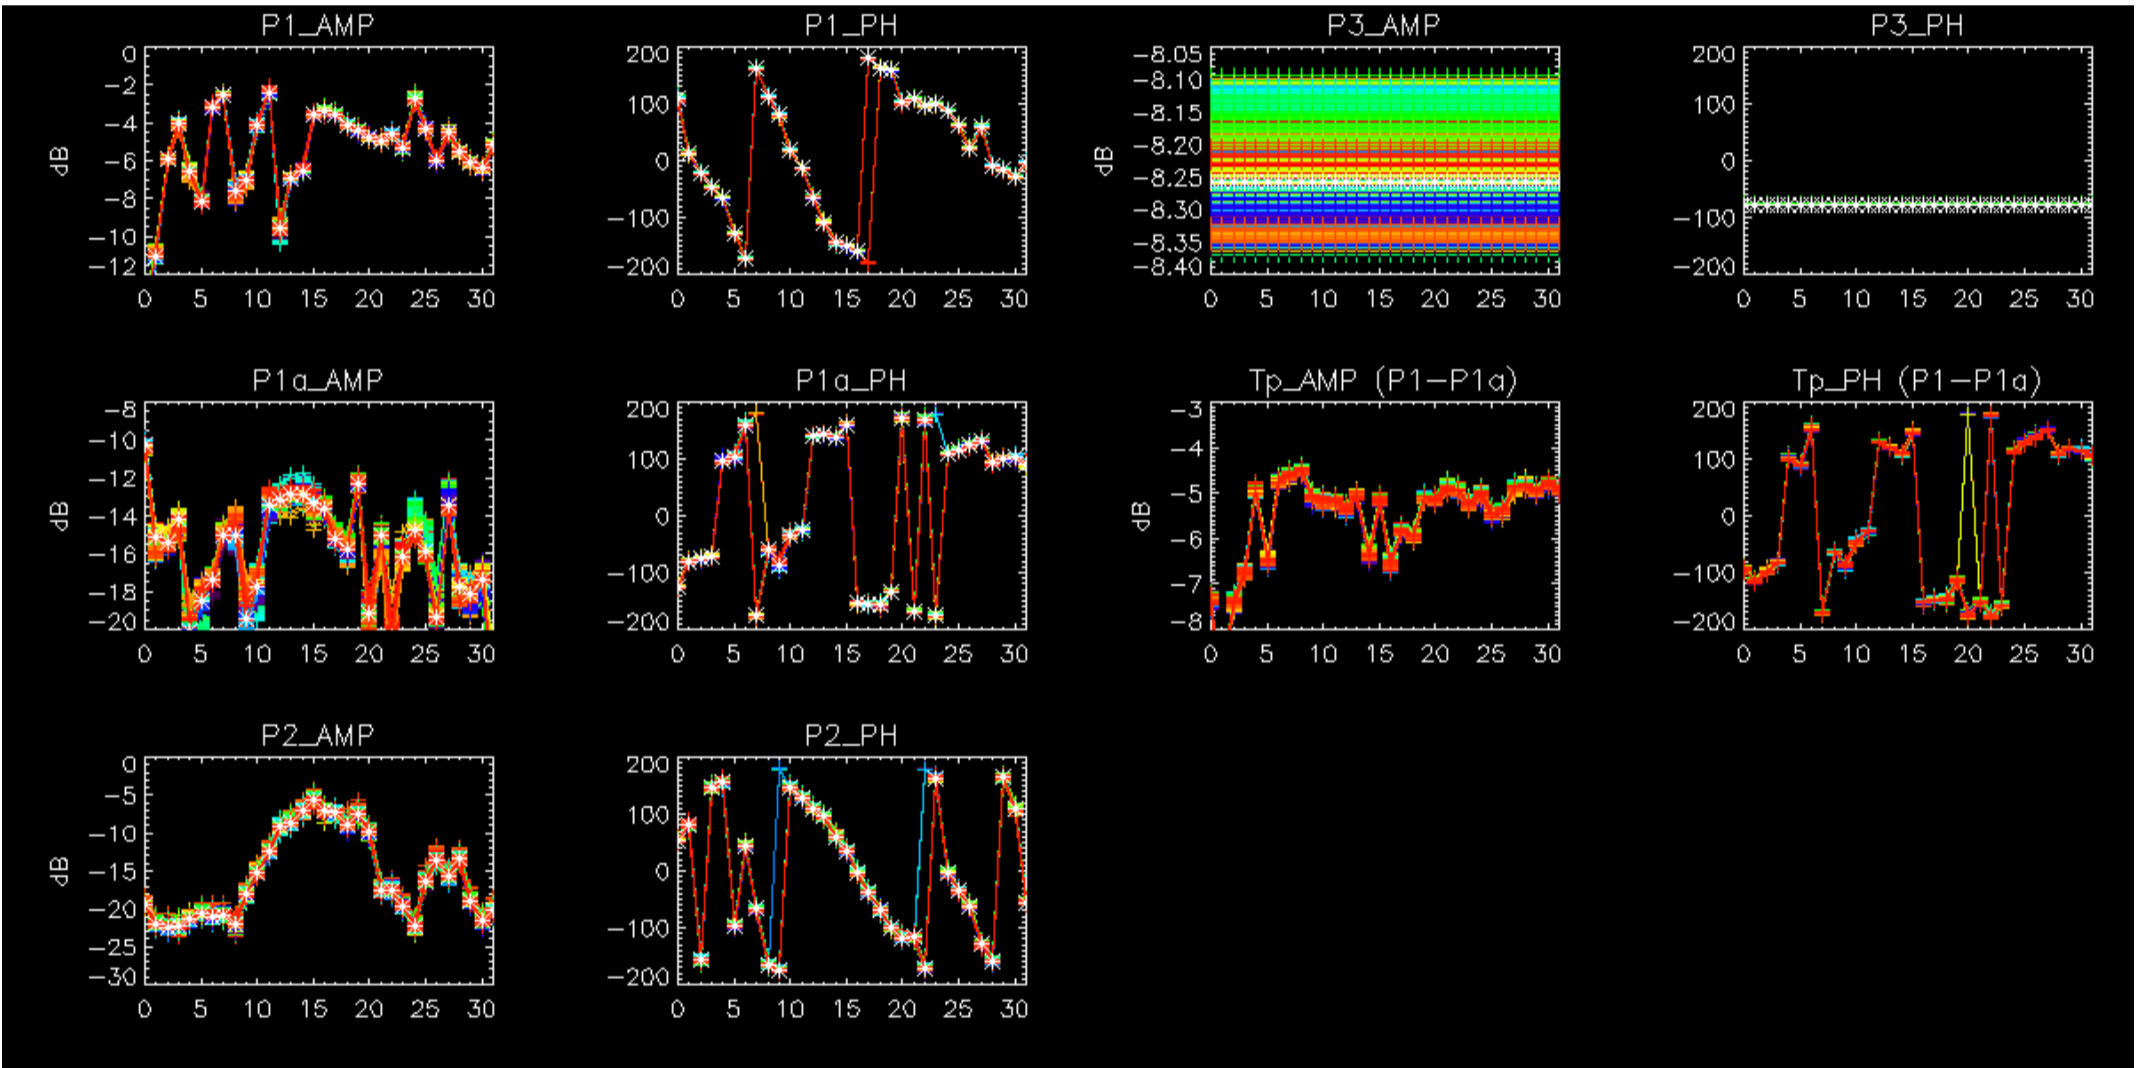 P1_AMP
dB
0
-2
-4
-6
-8
-10
-12
0 5 10 15 20 25 30
P1_PH
200
100
0
-100
-200
0 5 10 15 20 25 30
P3_AMP
dB
-8.05
-8.10
-8.15
-8.20
-8.25
-8.30
-8.35
-8.40
0 5 10 15 20 25 30
P3_PH
200
100
0
-100
-200
0 5 10 15 20 25 30
P1a_AMP
dB
-8
-10
-12
-14
-16
-18
-20
0 5 10 15 20 25 30
P1a_PH
200
100
0
-100
-200
0 5 10 15 20 25 30
Tp_AMP (P1-P1a)
dB
-3
-4
-5
-6
-7
-8
0 5 10 15 20 25 30
Tp_PH (P1-P1a)
200
100
0
-100
-200
0 5 10 15 20 25 30
P2_AMP
dB
0
-5
-10
-15
-20
-25
-30
0 5 10 15 20 25 30
P2_PH
200
100
0
-100
-200
0 5 10 15 20 25 30